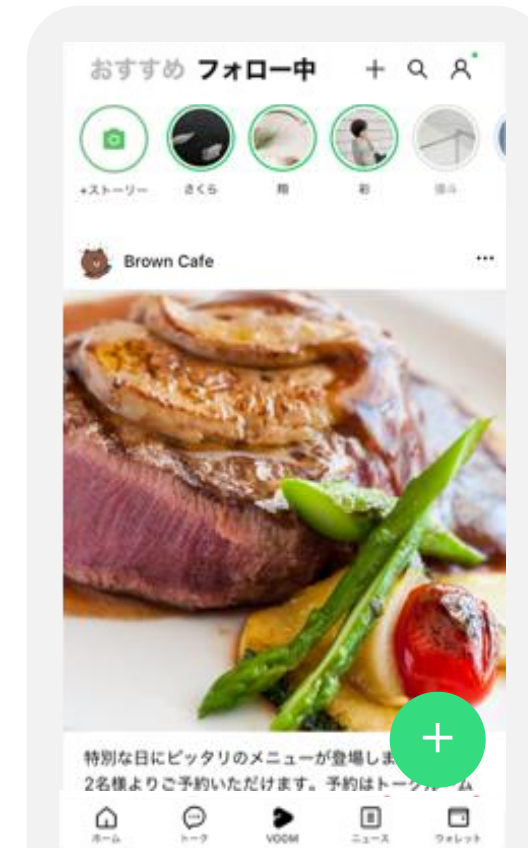 おすすめ フォロー中
+ストーリー さくら 翔 彩
Brown Cafe
特別な日にピッタリのメニューが登場しま
2名様よりご予約いただけます。予約はトークルーム
ホーム トーク VOOM ニュース ウォレット